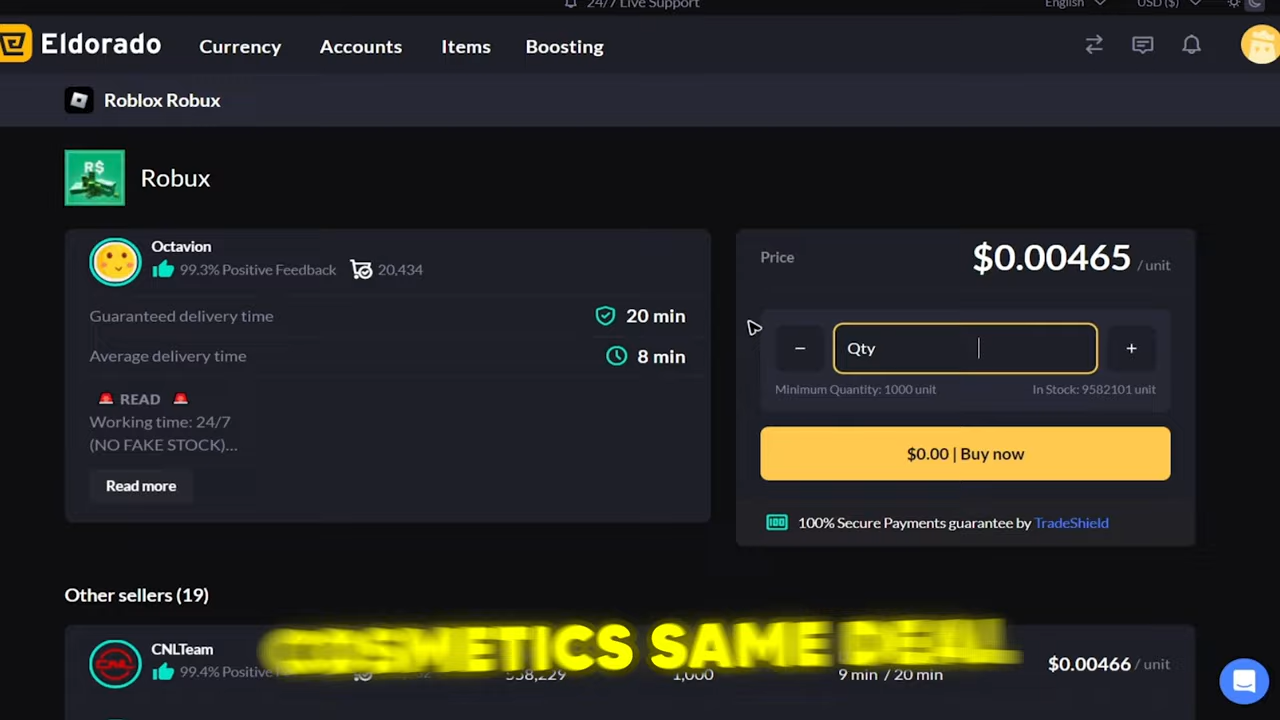 24/7 Live Support
English
USD ($)
Eldorado
Currency
Accounts
Items
Boosting
Roblox Robux
R$
Robux
Octavion
99.3% Positive Feedback
20,434
Guaranteed delivery time
20 min
Average delivery time
8 min
READ
Working time: 24/7
(NO FAKE STOCK)...
Read more
Price
$0.00465 / unit
Qty
Minimum Quantity: 1000 unit
In Stock: 9582101 unit
$0.00 | Buy now
100% Secure Payments guarantee by TradeShield
Other sellers (19)
CNL
CNLTeam
99.4% Positive
558,229
1,000
9 min / 20 min
$0.00466 / unit
COSMETICS SAME DEAL